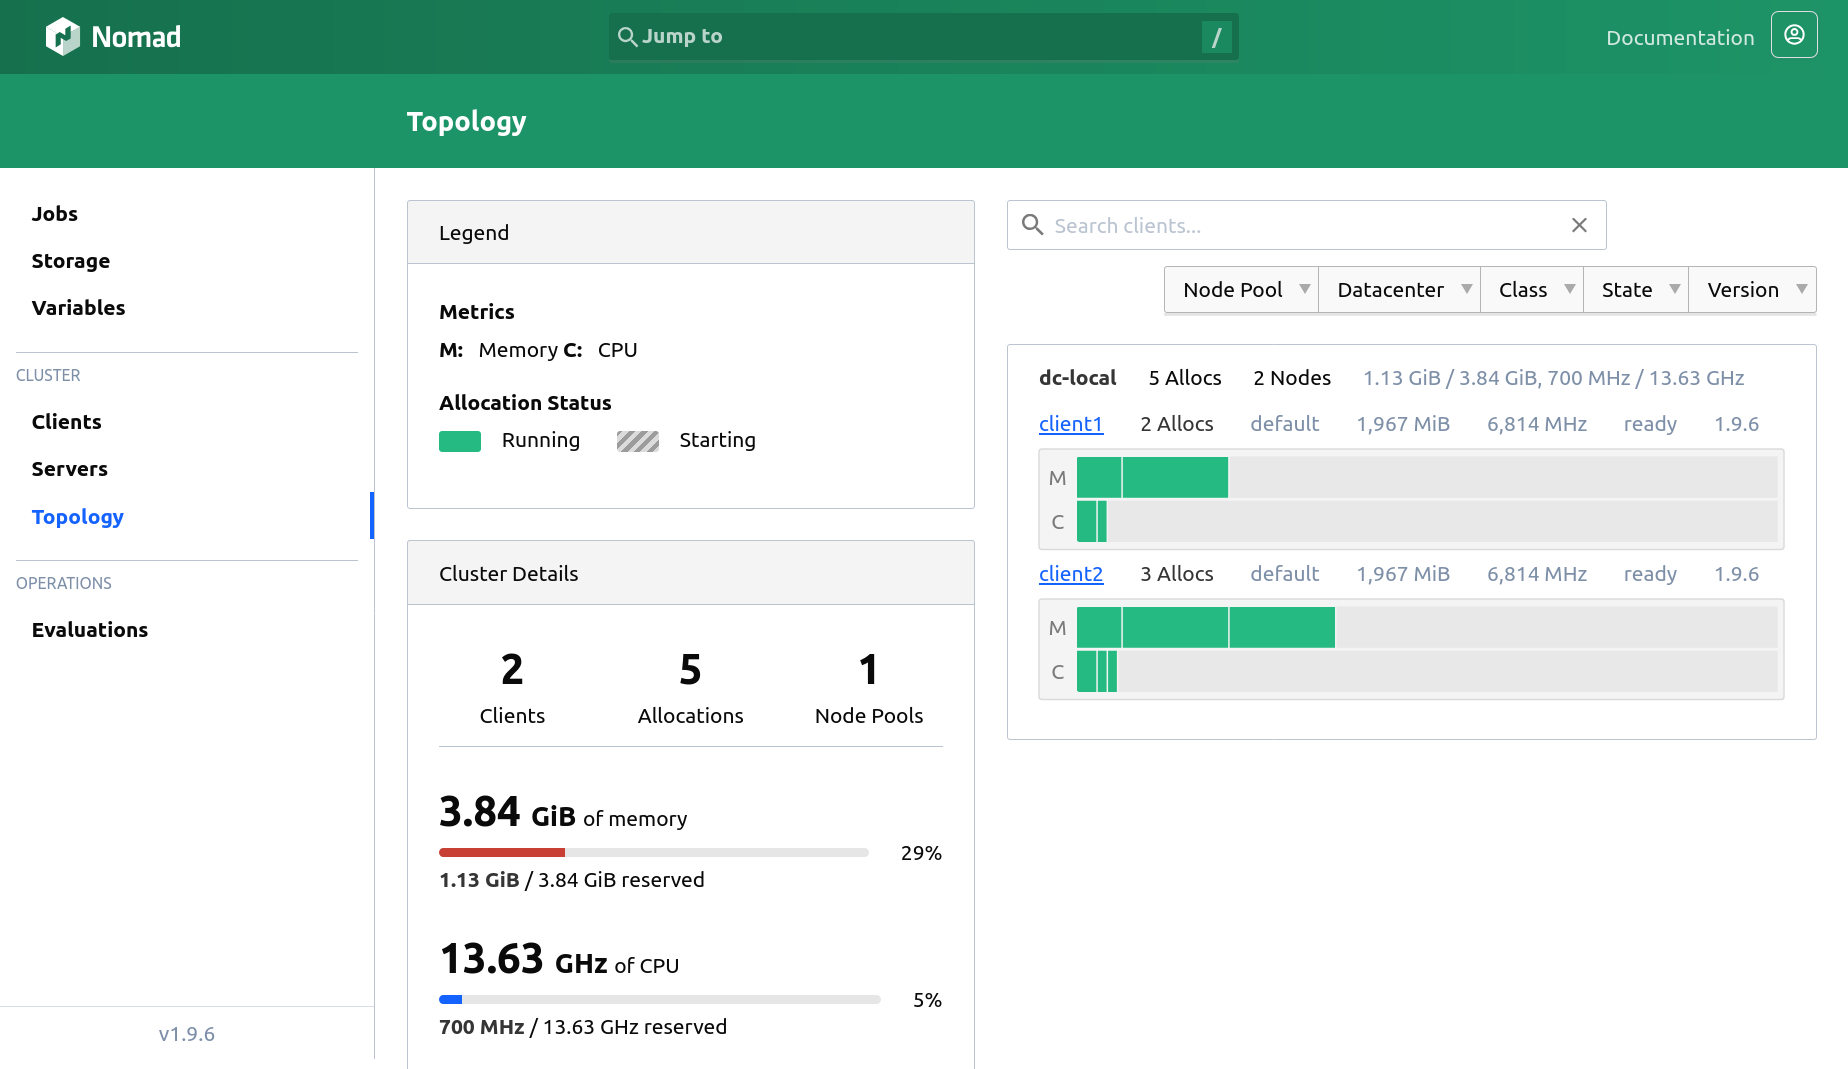 Nomad
Jump to /
Documentation
Topology
Jobs
Storage
Variables
CLUSTER
Clients
Servers
Topology
OPERATIONS
Evaluations
v1.9.6
Legend
Metrics
M: Memory C: CPU
Allocation Status
Running Starting
Cluster Details
2 5 1
Clients Allocations Node Pools
3.84 GiB of memory
29%
1.13 GiB / 3.84 GiB reserved
13.63 GHz of CPU
5%
700 MHz / 13.63 GHz reserved
Search clients...
Node Pool Datacenter Class State Version
dc-local 5 Allocs 2 Nodes 1.13 GiB / 3.84 GiB, 700 MHz / 13.63 GHz
client1 2 Allocs default 1,967 MiB 6,814 MHz ready 1.9.6
M
C
client2 3 Allocs default 1,967 MiB 6,814 MHz ready 1.9.6
M
C